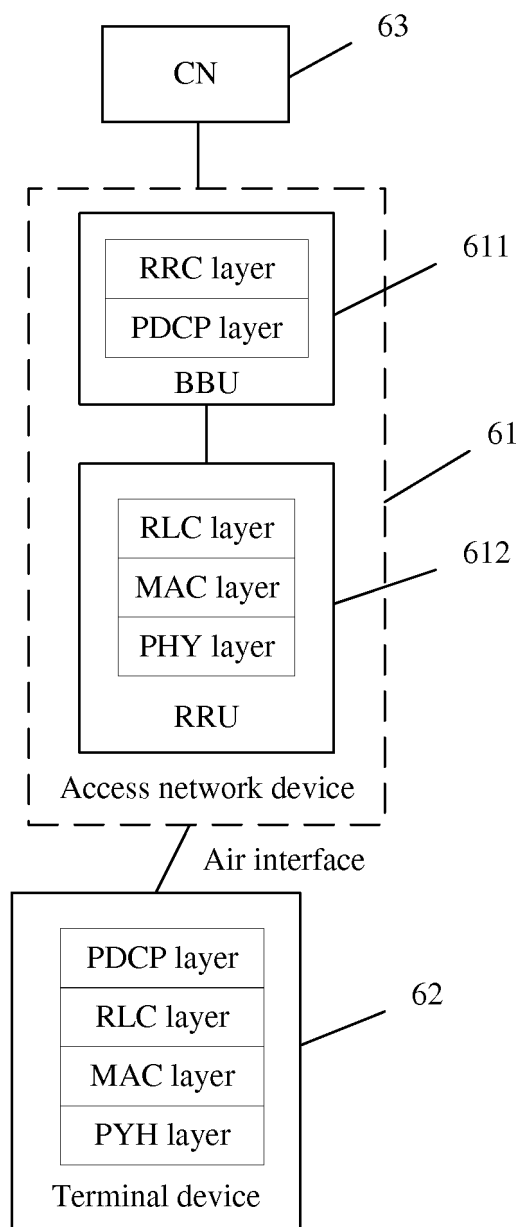 63
CN
611
RRC layer
PDCP layer
BBU
61
RLC layer
612
MAC layer
PHY layer
RRU
Access network device
Air interface
PDCP layer
62
RLC layer
MAC layer
PYH layer
Terminal device